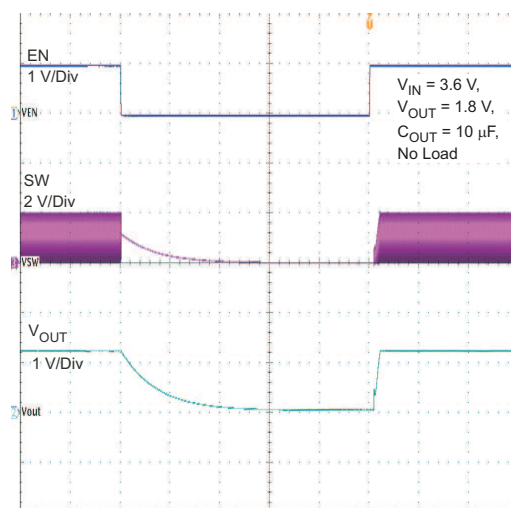 EN
1 V/Div
VEN
V_IN = 3.6 V,
V_OUT = 1.8 V,
C_OUT = 10 μF,
No Load
SW
2 V/Div
VSW
V_OUT
1 V/Div
Vout